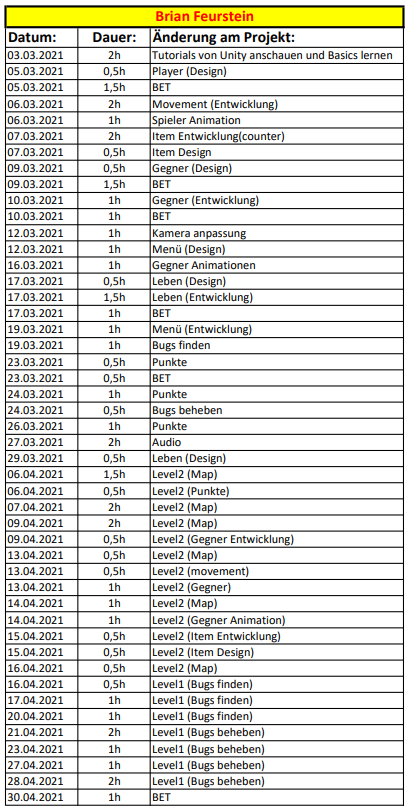 Brian Feurstein
Datum: Dauer: Änderung am Projekt:
03.03.2021 2h Tutorials von Unity anschauen und Basics lernen
05.03.2021 0,5h Player (Design)
05.03.2021 1,5h BET
06.03.2021 2h Movement (Entwicklung)
06.03.2021 1h Spieler Animation
07.03.2021 2h Item Entwicklung(counter)
07.03.2021 0,5h Item Design
09.03.2021 0,5h Gegner (Design)
09.03.2021 1,5h BET
10.03.2021 1h Gegner (Entwicklung)
10.03.2021 1h BET
12.03.2021 1h Kamera anpassung
12.03.2021 1h Menü (Design)
16.03.2021 1h Gegner Animationen
17.03.2021 0,5h Leben (Design)
17.03.2021 1,5h Leben (Entwicklung)
17.03.2021 1h BET
19.03.2021 1h Menü (Entwicklung)
19.03.2021 1h Bugs finden
23.03.2021 0,5h Punkte
23.03.2021 0,5h BET
24.03.2021 1h Punkte
24.03.2021 0,5h Bugs beheben
26.03.2021 1h Punkte
27.03.2021 2h Audio
29.03.2021 0,5h Leben (Design)
06.04.2021 1,5h Level2 (Map)
06.04.2021 0,5h Level2 (Punkte)
07.04.2021 2h Level2 (Map)
09.04.2021 2h Level2 (Map)
09.04.2021 0,5h Level2 (Gegner Entwicklung)
13.04.2021 0,5h Level2 (Map)
13.04.2021 0,5h Level2 (movement)
13.04.2021 1h Level2 (Gegner)
14.04.2021 1h Level2 (Map)
14.04.2021 1h Level2 (Gegner Animation)
15.04.2021 0,5h Level2 (Item Entwicklung)
15.04.2021 0,5h Level2 (Item Design)
16.04.2021 0,5h Level2 (Map)
16.04.2021 0,5h Level1 (Bugs finden)
17.04.2021 1h Level1 (Bugs finden)
20.04.2021 1h Level1 (Bugs finden)
21.04.2021 2h Level1 (Bugs beheben)
23.04.2021 1h Level1 (Bugs beheben)
27.04.2021 1h Level1 (Bugs beheben)
28.04.2021 2h Level1 (Bugs beheben)
30.04.2021 1h BET